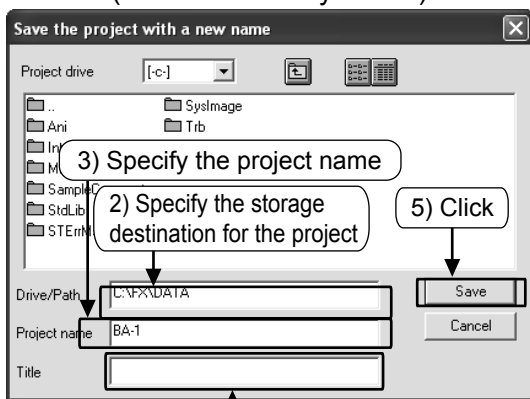 Save the project with a new name
Project drive
[-c-]
..
SysImage
Ani
Trb
3) Specify the project name
2) Specify the storage
destination for the project
5) Click
StdLib
Drive/Path
C:\FX\DATA
Save
Project name
BA-1
Cancel
Title